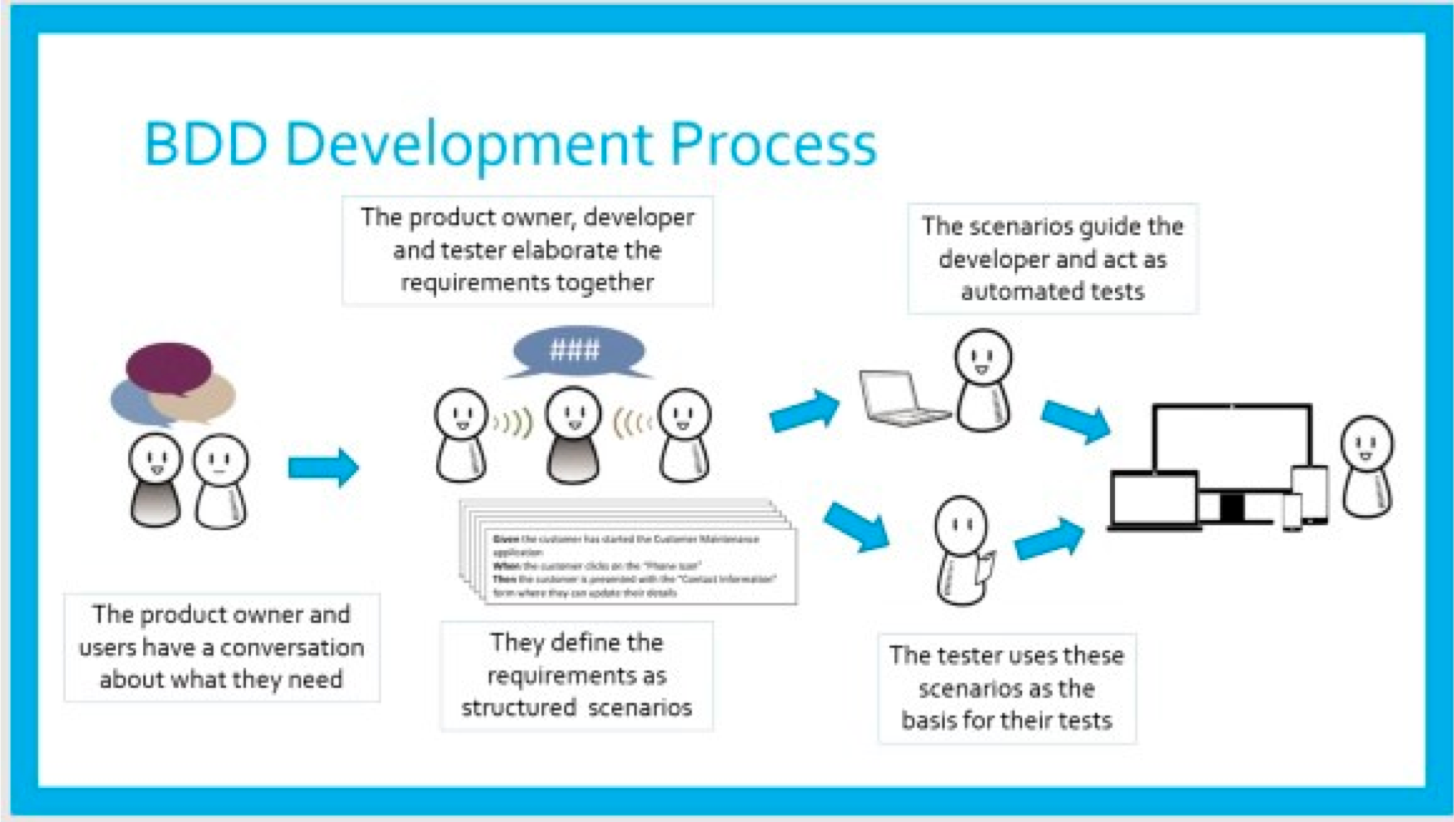 BDD Development Process
The product owner, developer
and tester elaborate the
requirements together
The scenarios guide the
developer and act as
automated tests
###
Given the customer has started the Customer Maintenance
application
When the customer clicks on the "Phone Icon"
Then the customer is presented with the "Contact Information"
form where they can update their details
The product owner and
users have a conversation
about what they need
They define the
requirements as
structured scenarios
The tester uses these
scenarios as the
basis for their tests